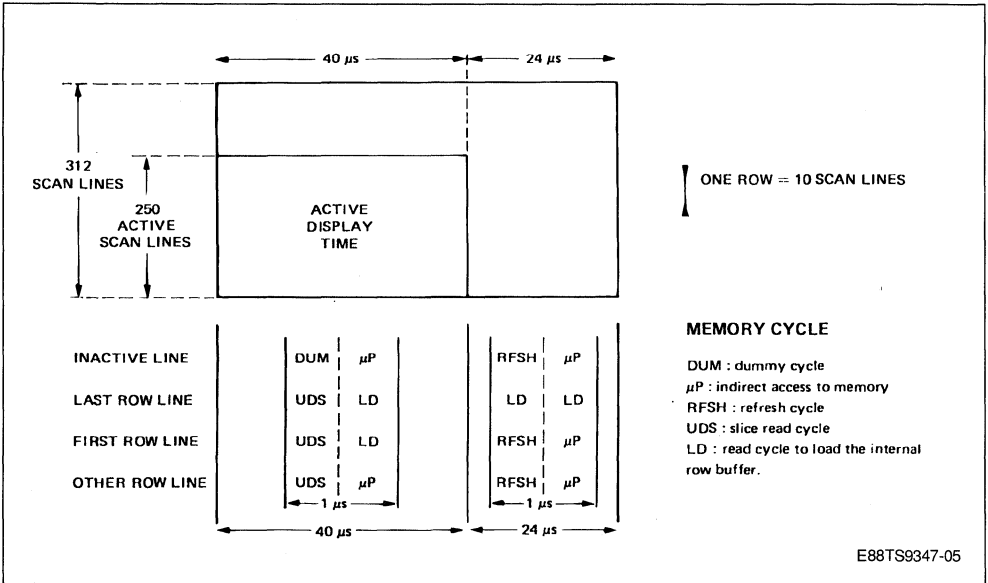 40 µs 24 µs
312
SCAN LINES
250
ACTIVE
SCAN LINES
ACTIVE
DISPLAY
TIME
ONE ROW = 10 SCAN LINES
INACTIVE LINE DUM µP RFSH µP
LAST ROW LINE UDS LD LD LD
FIRST ROW LINE UDS LD RFSH µP
OTHER ROW LINE UDS µP RFSH µP
1 µs 1 µs
40 µs 24 µs
MEMORY CYCLE
DUM : dummy cycle
µP : indirect access to memory
RFSH : refresh cycle
UDS : slice read cycle
LD : read cycle to load the internal
row buffer.
E88TS9347-05